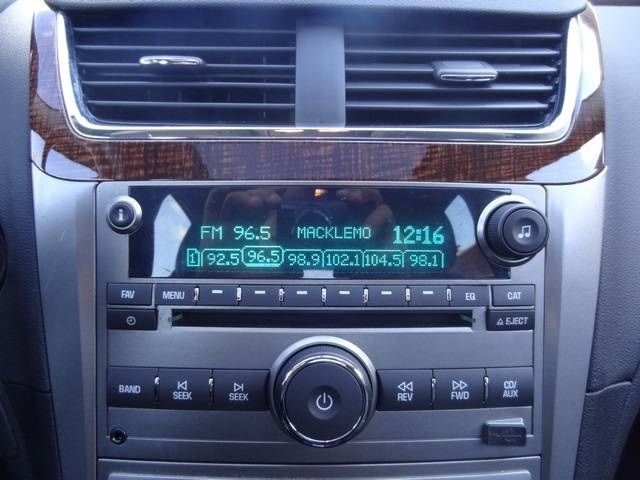 FM 96.5 MACKLEMO 12:16
1 92.5 96.5 98.9 102.1 104.5 98.1
FAV MENU EQ CAT
EJECT
BAND SEEK SEEK REV FWD CD/
AUX